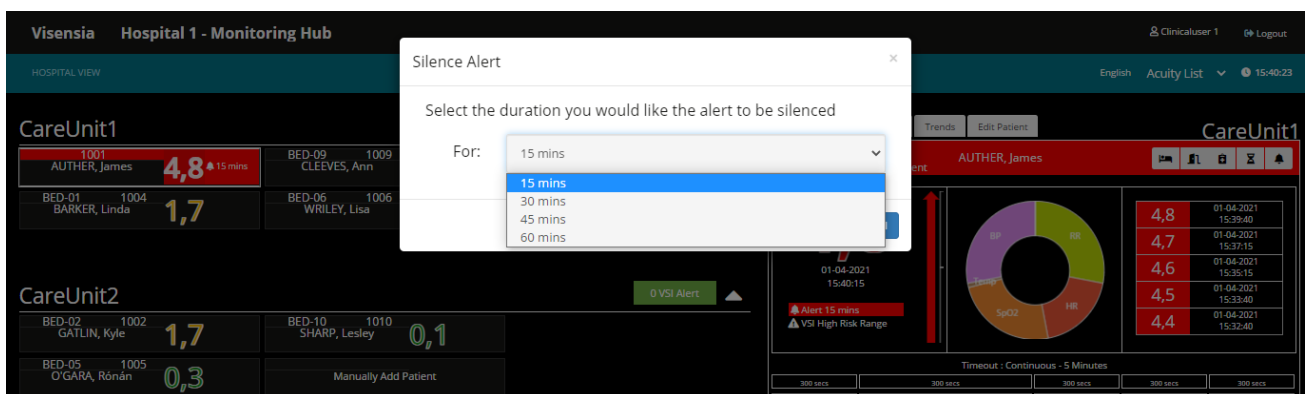 Visensia Hospital 1 - Monitoring Hub
Clinicaluser 1 Logout
HOSPITAL VIEW
English Acuity List 15:40:23
Silence Alert ×
Select the duration you would like the alert to be silenced
For: 15 mins
15 mins
30 mins
45 mins
60 mins
CareUnit1
1001
AUTHER, James 4,8 15 mins
BED-09 1009
CLEEVES, Ann
BED-01 1004
BARKER, Linda 1,7
BED-06 1006
WRILEY, Lisa
CareUnit2 0 VSI Alert
BED-02 1002
GATLIN, Kyle 1,7
BED-10 1010
SHARP, Lesley 0,1
BED-05 1005
O'GARA, Rónán 0,3
Manually Add Patient
Trends Edit Patient CareUnit1
AUTHER, James
01-04-2021
15:40:15
Alert 15 mins
VSI High Risk Range
BP RR
Temp
SpO2 HR
4,8 01-04-2021
15:39:40
4,7 01-04-2021
15:37:15
4,6 01-04-2021
15:35:15
4,5 01-04-2021
15:33:40
4,4 01-04-2021
15:32:40
Timeout : Continuous - 5 Minutes
300 secs 300 secs 300 secs 300 secs 300 secs